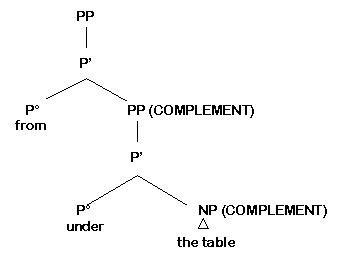 PP
P’
P° PP (COMPLEMENT)
from
P’
P° NP (COMPLEMENT)
under
the table